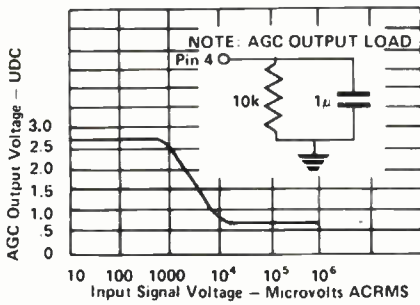 NOTE: AGC OUTPUT LOAD
Pin 4
10k
1μ
AGC Output Voltage – UDC
3.0
2.5
2.0
1.5
1.0
.5
0
10 100 1000 10⁴ 10⁵ 10⁶
Input Signal Voltage – Microvolts ACRMS